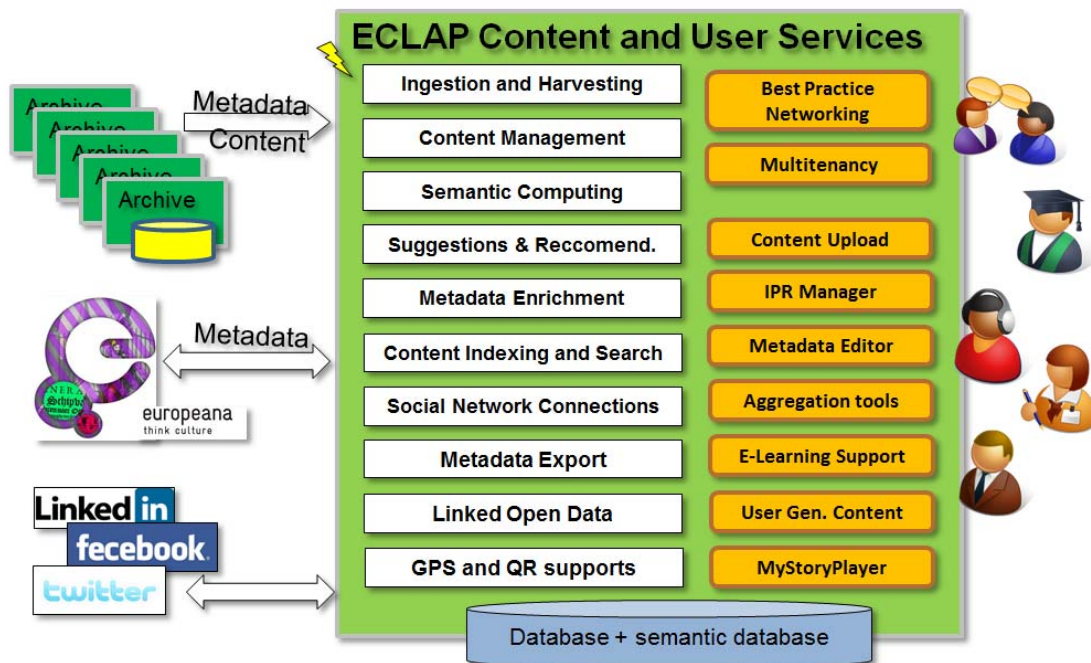 ECLAP Content and User Services
Archive
Archive
Archive
Archive
Archive
Metadata
Content
Metadata
NERA
Schipva
europeana
think culture
Linked in
fecebook.
twitter
Ingestion and Harvesting
Content Management
Semantic Computing
Suggestions & Reccomend.
Metadata Enrichment
Content Indexing and Search
Social Network Connections
Metadata Export
Linked Open Data
GPS and QR supports
Best Practice
Networking
Multitenancy
Content Upload
IPR Manager
Metadata Editor
Aggregation tools
E-Learning Support
User Gen. Content
MyStoryPlayer
Database + semantic database